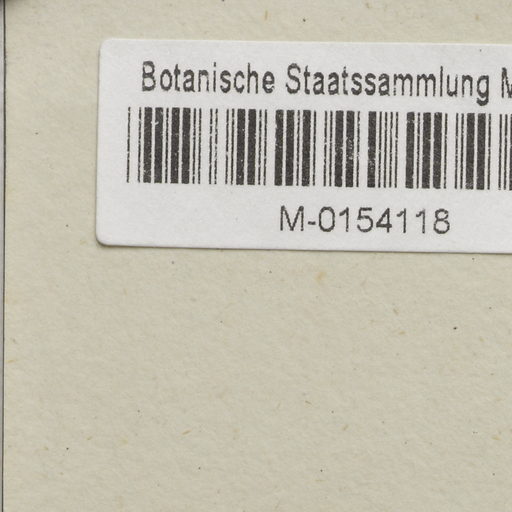 Botanische Staatssammlung M
M-0154118